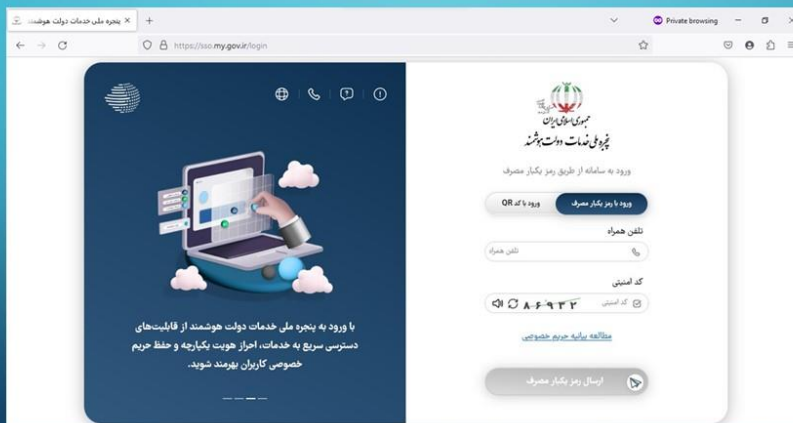 پنجره ملی خدمات دولت هوشمند
Private browsing
https://sso.my.gov.ir/login
جمهوری اسلامی ایران
پنجره ملی خدمات دولت هوشمند
ورود به سامانه از طریق رمز یکبار مصرف
ورود با رمز یکبار مصرف
ورود با کد QR
تلفن همراه
تلفن همراه
کد امنیتی
کد امنیتی
۸۶۹۳۲
مطالعه بیانیه حریم خصوصی
ارسال رمز یکبار مصرف
با ورود به پنجره ملی خدمات دولت هوشمند از قابلیت‌های
دسترسی سریع به خدمات، احراز هویت یکپارچه و حفظ حریم
خصوصی کاربران بهرمند شوید.